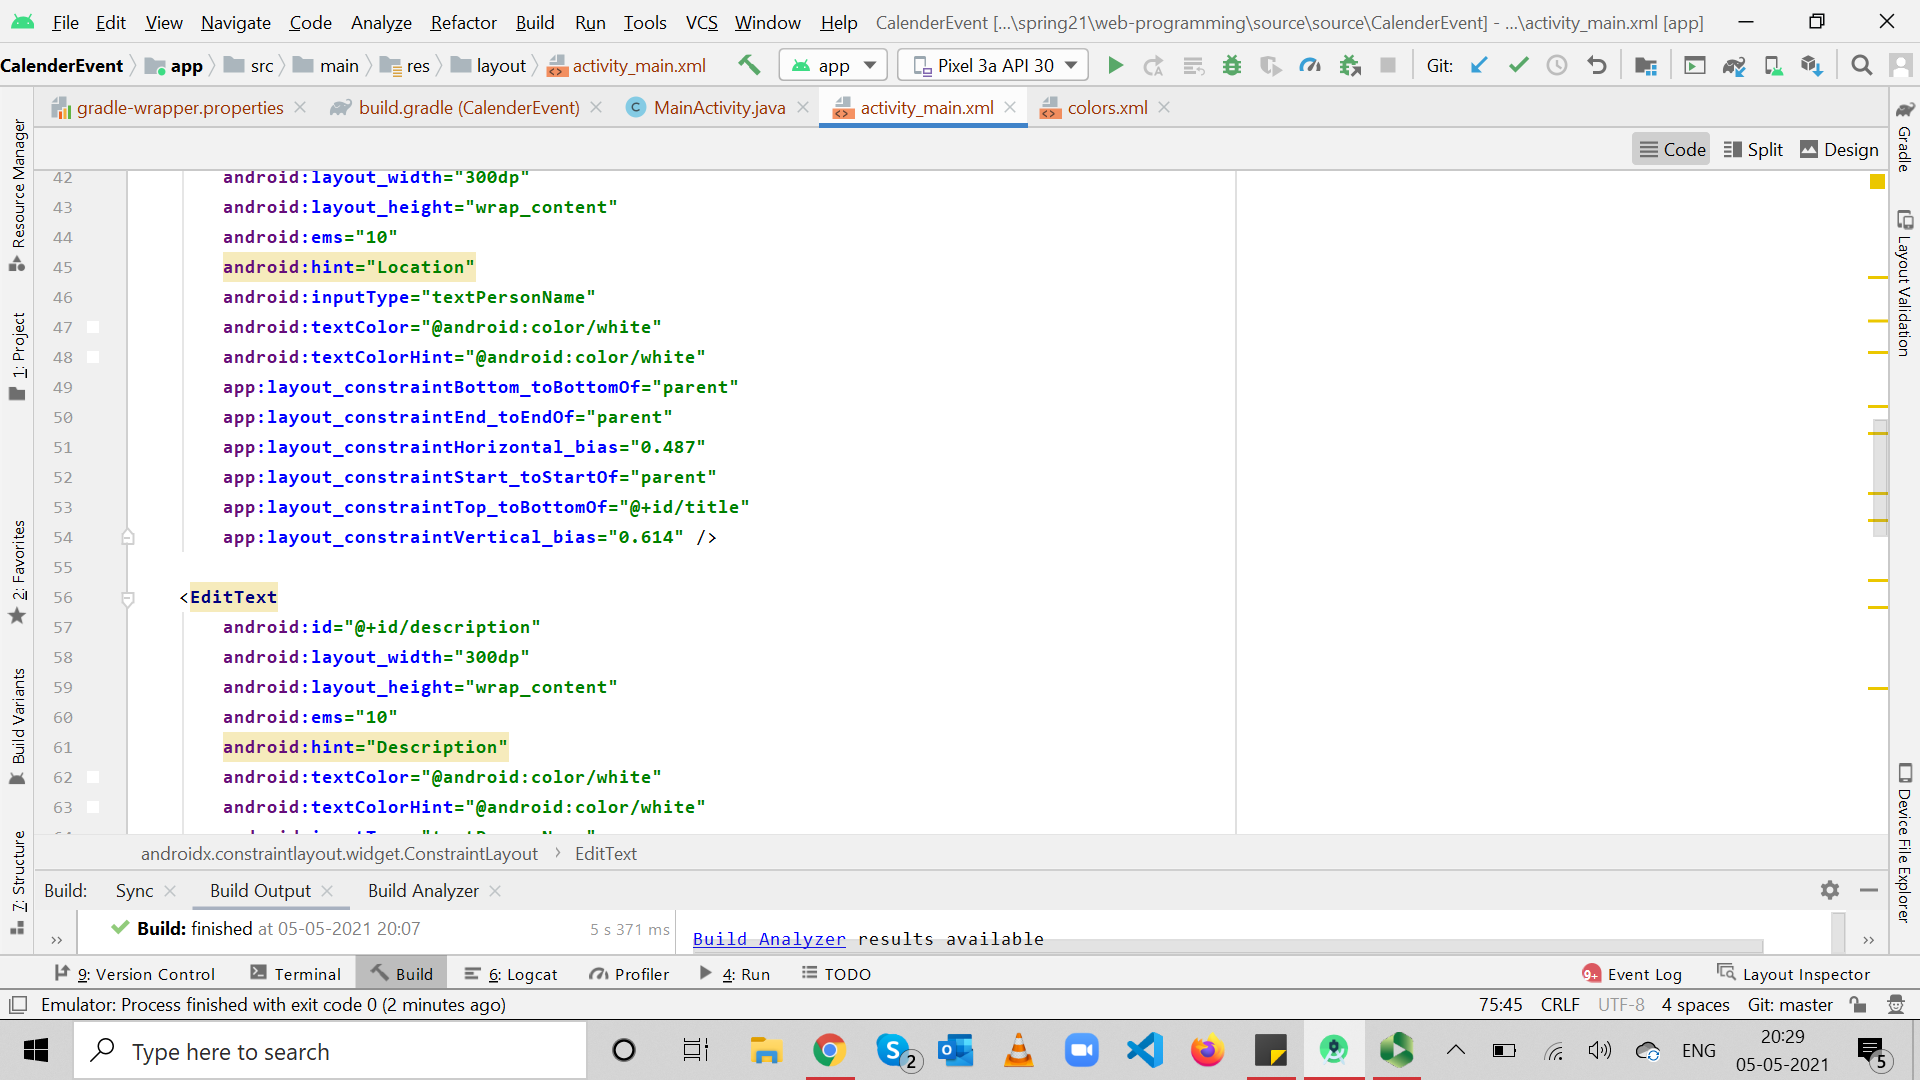 File Edit View Navigate Code Analyze Refactor Build Run Tools VCS Window Help CalenderEvent [...\spring21\web-programming\source\source\CalenderEvent] - ...\activity_main.xml [app]
CalenderEvent app src main res layout activity_main.xml app Pixel 3a API 30 Git:
gradle-wrapper.properties build.gradle (CalenderEvent) MainActivity.java activity_main.xml colors.xml
Code Split Design
42 android:layout_width="300dp"
43 android:layout_height="wrap_content"
44 android:ems="10"
45 android:hint="Location"
46 android:inputType="textPersonName"
47 android:textColor="@android:color/white"
48 android:textColorHint="@android:color/white"
49 app:layout_constraintBottom_toBottomOf="parent"
50 app:layout_constraintEnd_toEndOf="parent"
51 app:layout_constraintHorizontal_bias="0.487"
52 app:layout_constraintStart_toStartOf="parent"
53 app:layout_constraintTop_toBottomOf="@+id/title"
54 app:layout_constraintVertical_bias="0.614" />
55
56 <EditText
57 android:id="@+id/description"
58 android:layout_width="300dp"
59 android:layout_height="wrap_content"
60 android:ems="10"
61 android:hint="Description"
62 android:textColor="@android:color/white"
63 android:textColorHint="@android:color/white"
Resource Manager
1: Project
2: Favorites
Build Variants
7: Structure
Gradle
Layout Validation
Device File Explorer
androidx.constraintlayout.widget.ConstraintLayout › EditText
Build: Sync Build Output Build Analyzer
Build: finished at 05-05-2021 20:07 5 s 371 ms
Build Analyzer results available
9: Version Control Terminal Build 6: Logcat Profiler 4: Run TODO 9+ Event Log Layout Inspector
Emulator: Process finished with exit code 0 (2 minutes ago) 75:45 CRLF UTF-8 4 spaces Git: master
Type here to search 2 ENG 20:29
05-05-2021 5